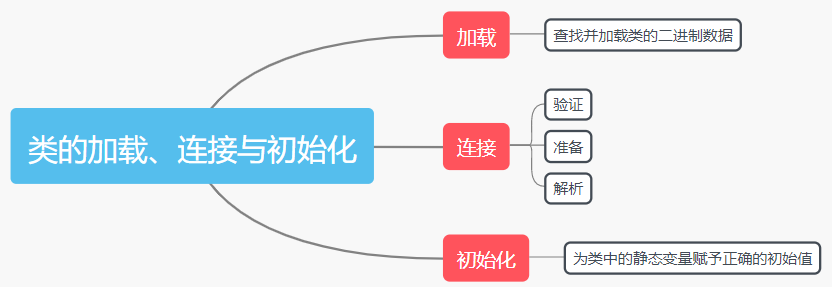 类的加载、连接与初始化
加载
查找并加载类的二进制数据
连接
验证
准备
解析
初始化
为类中的静态变量赋予正确的初始值